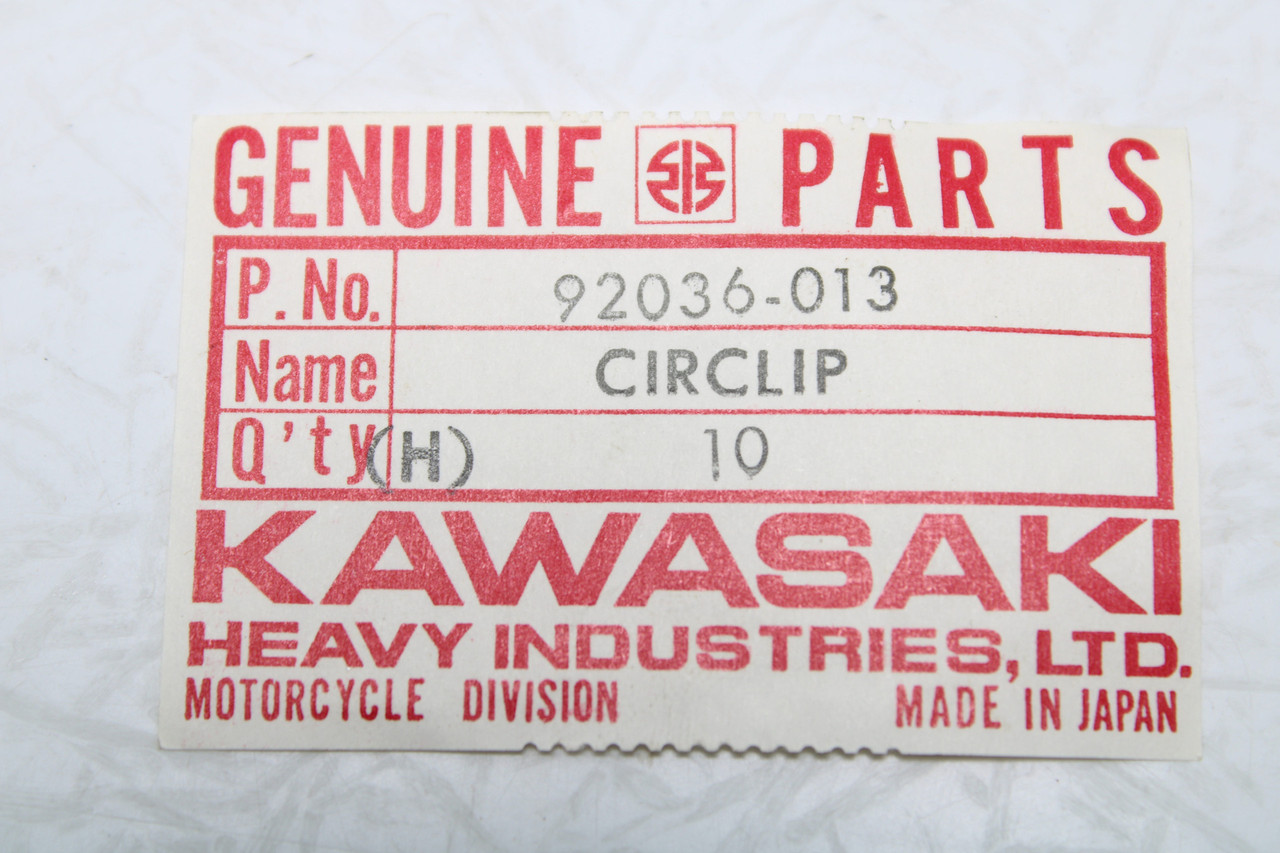 GENUINE PARTS
P. No. 92036-013
Name CIRCLIP
Q'ty (H) 10
KAWASAKI
HEAVY INDUSTRIES, LTD.
MOTORCYCLE DIVISION MADE IN JAPAN